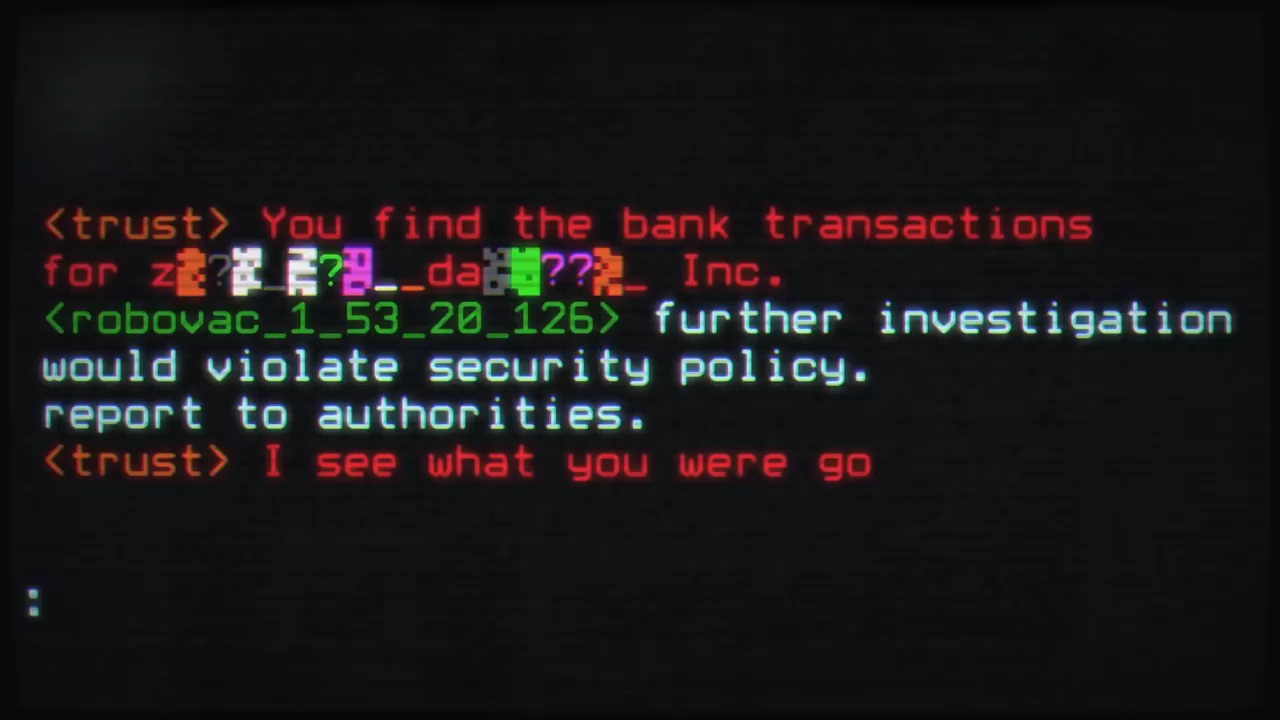 <trust> You find the bank transactions
for Inc.
<robovac_1_53_20_126> further investigation
would violate security policy.
report to authorities.
<trust> I see what you were go
: